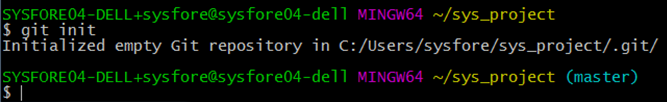 SYSFORE04-DELL+sysfore@sysfore04-dell MINGW64 ~/sys_project
$ git init
Initialized empty Git repository in C:/Users/sysfore/sys_project/.git/
SYSFORE04-DELL+sysfore@sysfore04-dell MINGW64 ~/sys_project (master)
$